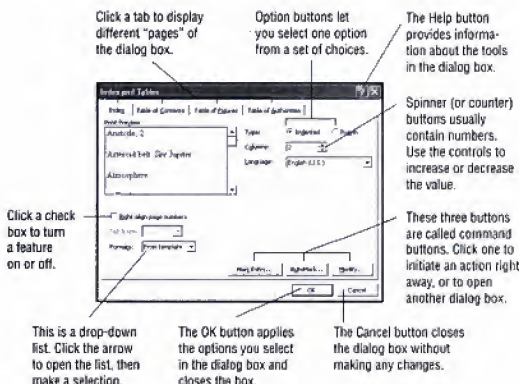 Click a tab to display
different "pages" of
the dialog box.
Option buttons let
you select one option
from a set of choices.
The Help button
provides informa-
tion about the tools
in the dialog box.
Index and Tables
Index Table of Contents Table of Figures Table of Authorities
Print Preview
Aristotle, 2
Asteroid belt. See Jupiter
Atmosphere
Type: Indented Run-in
Columns: 2
Language: English (U.S.)
Right align page numbers
Tab leader:
Formats: From template
Mark Entry... AutoMark... Modify...
OK Cancel
Spinner (or counter)
buttons usually
contain numbers.
Use the controls to
increase or decrease
the value.
Click a check
box to turn
a feature
on or off.
These three buttons
are called command
buttons. Click one to
initiate an action right
away, or to open
another dialog box.
This is a drop-down
list. Click the arrow
to open the list, then
make a selection.
The OK button applies
the options you select
in the dialog box and
closes the box.
The Cancel button closes
the dialog box without
making any changes.